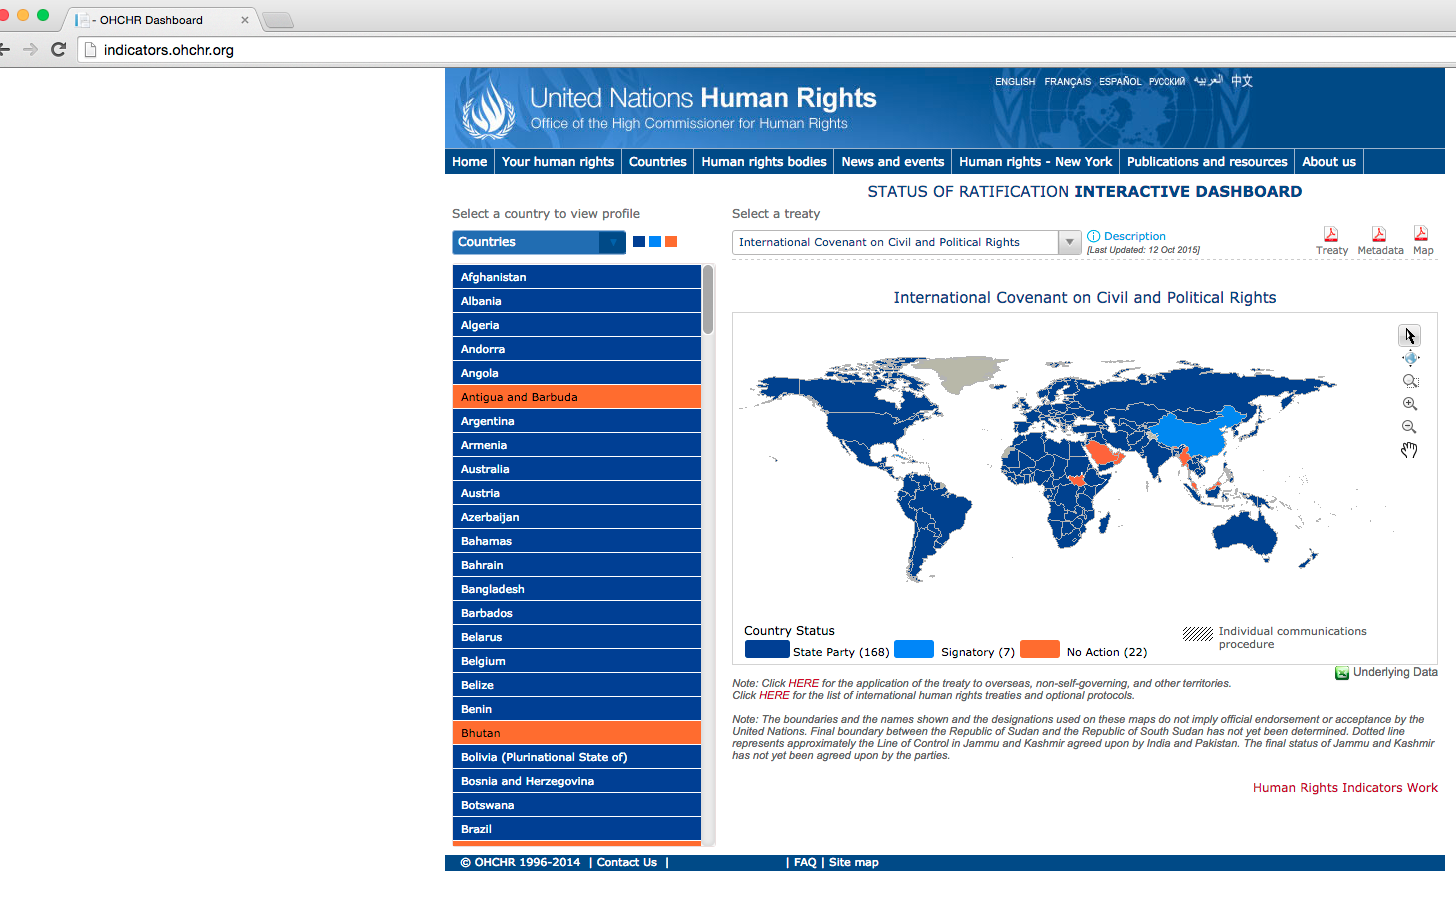 - OHCHR Dashboard
indicators.ohchr.org
ENGLISH FRANÇAIS ESPAÑOL РУССКИЙ العربية 中文
United Nations Human Rights
Office of the High Commissioner for Human Rights
Home Your human rights Countries Human rights bodies News and events Human rights - New York Publications and resources About us
STATUS OF RATIFICATION INTERACTIVE DASHBOARD
Select a country to view profile
Countries
Afghanistan
Albania
Algeria
Andorra
Angola
Antigua and Barbuda
Argentina
Armenia
Australia
Austria
Azerbaijan
Bahamas
Bahrain
Bangladesh
Barbados
Belarus
Belgium
Belize
Benin
Bhutan
Bolivia (Plurinational State of)
Bosnia and Herzegovina
Botswana
Brazil
Select a treaty
International Covenant on Civil and Political Rights
Description
[Last Updated: 12 Oct 2015]
Treaty Metadata Map
International Covenant on Civil and Political Rights
Country Status
State Party (168) Signatory (7) No Action (22)
Individual communications
procedure
Underlying Data
Note: Click HERE for the application of the treaty to overseas, non-self-governing, and other territories.
Click HERE for the list of international human rights treaties and optional protocols.
Note: The boundaries and the names shown and the designations used on these maps do not imply official endorsement or acceptance by the
United Nations. Final boundary between the Republic of Sudan and the Republic of South Sudan has not yet been determined. Dotted line
represents approximately the Line of Control in Jammu and Kashmir agreed upon by India and Pakistan. The final status of Jammu and Kashmir
has not yet been agreed upon by the parties.
Human Rights Indicators Work
© OHCHR 1996-2014 | Contact Us | | FAQ | Site map